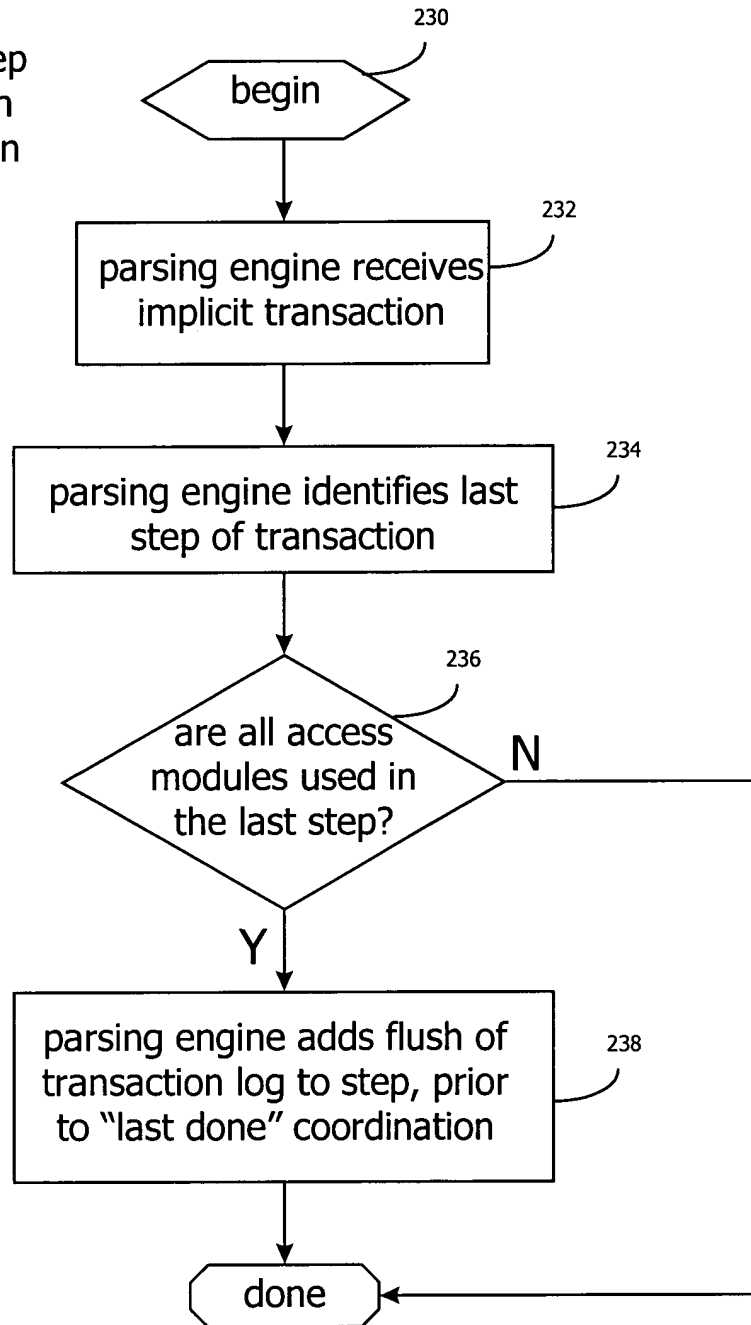 230
begin
232
parsing engine receives
implicit transaction
234
parsing engine identifies last
step of transaction
236
are all access
modules used in
the last step?
N
Y
parsing engine adds flush of
transaction log to step, prior
to “last done” coordination
238
done